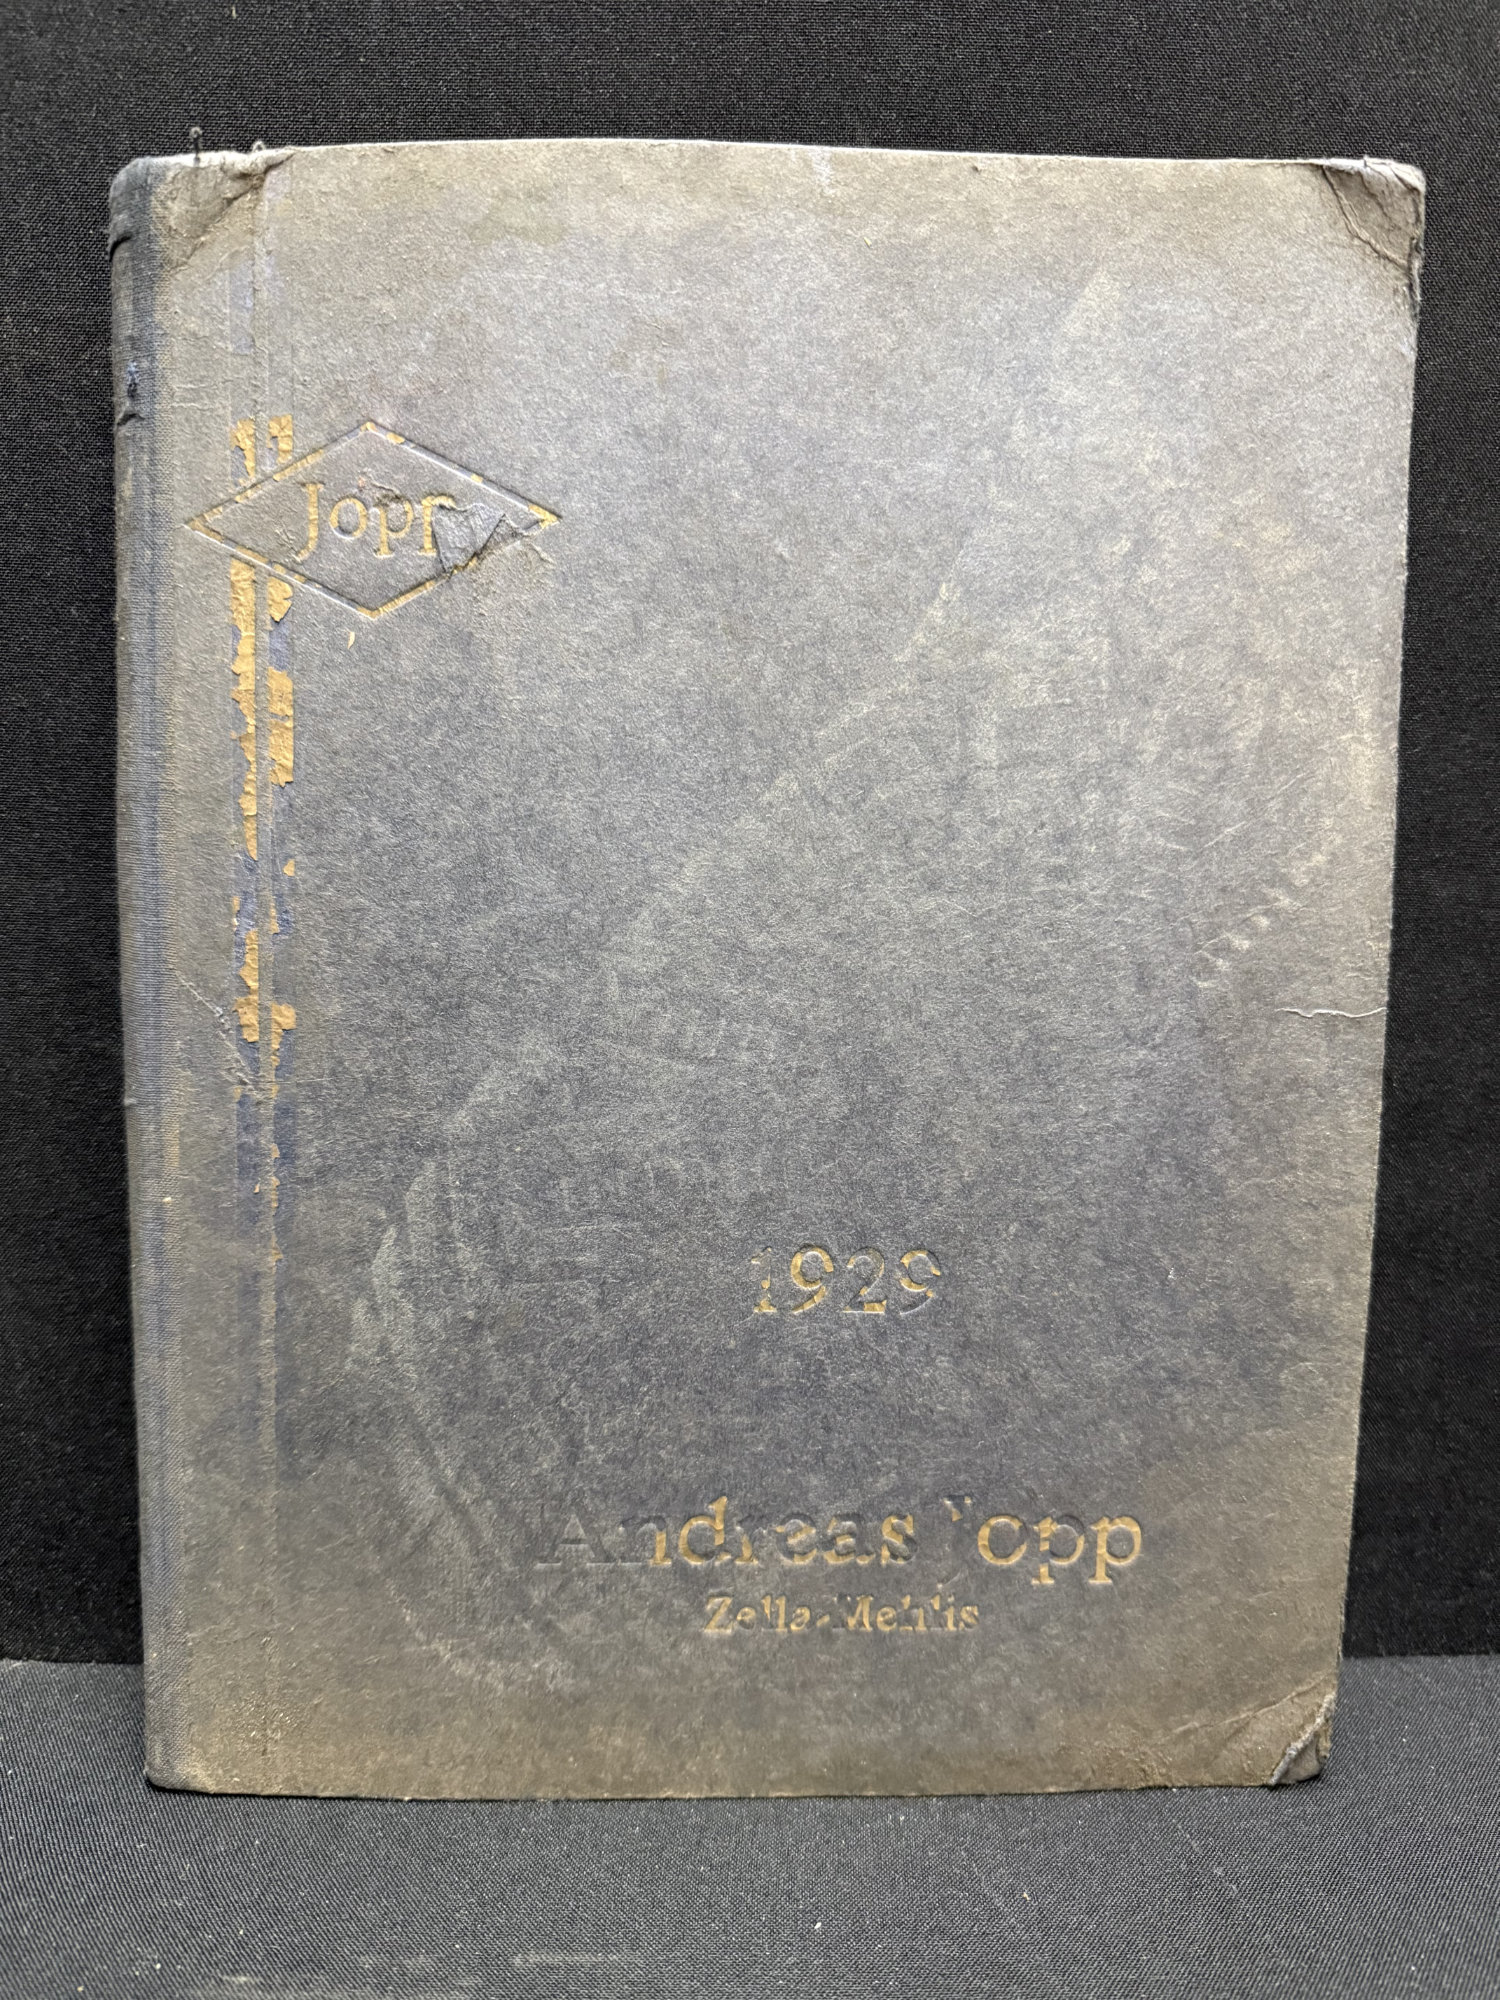 Jopp
1929
Andreas Jopp
Zella-Mehlis